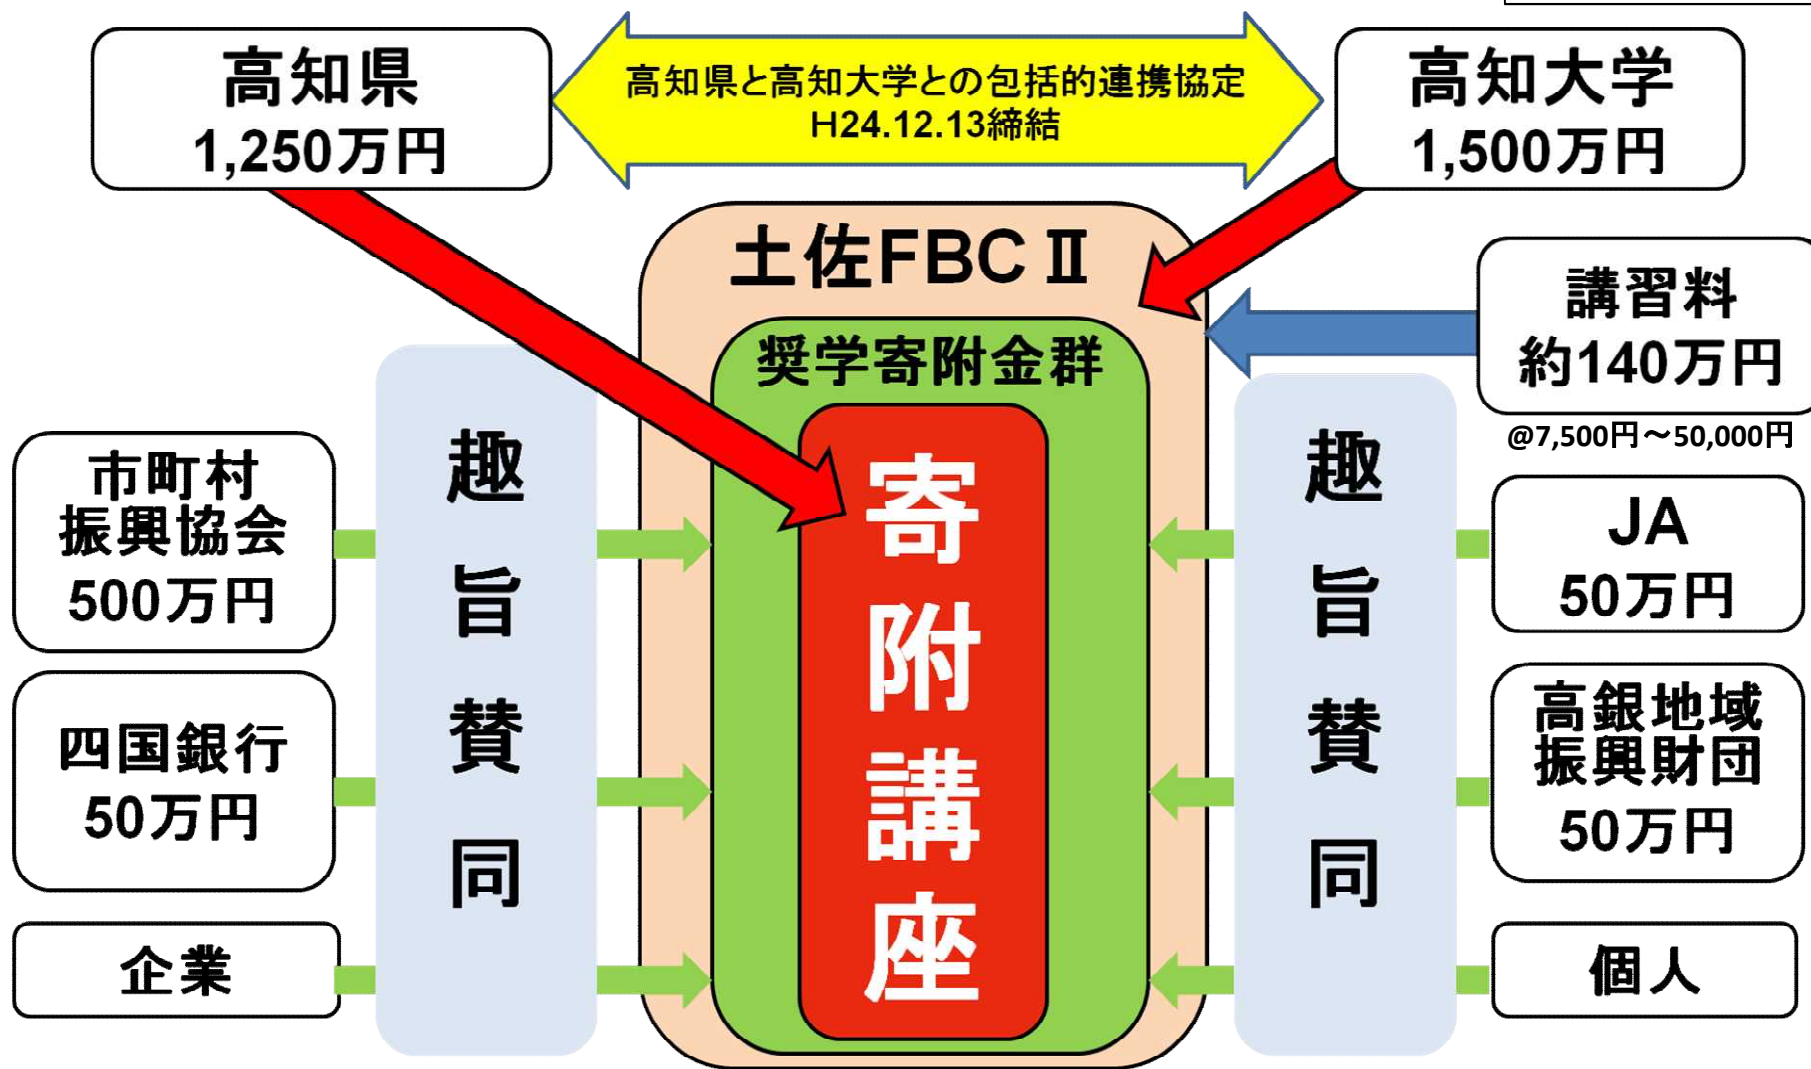 高知県
1,250万円
高知県と高知大学との包括的連携協定
H24.12.13締結
高知大学
1,500万円
土佐FBCⅡ
講習料
約140万円
@7,500円～50,000円
奨学寄附金群
寄附講座
趣旨賛同
趣旨賛同
市町村
振興協会
500万円
四国銀行
50万円
企業
JA
50万円
高銀地域
振興財団
50万円
個人